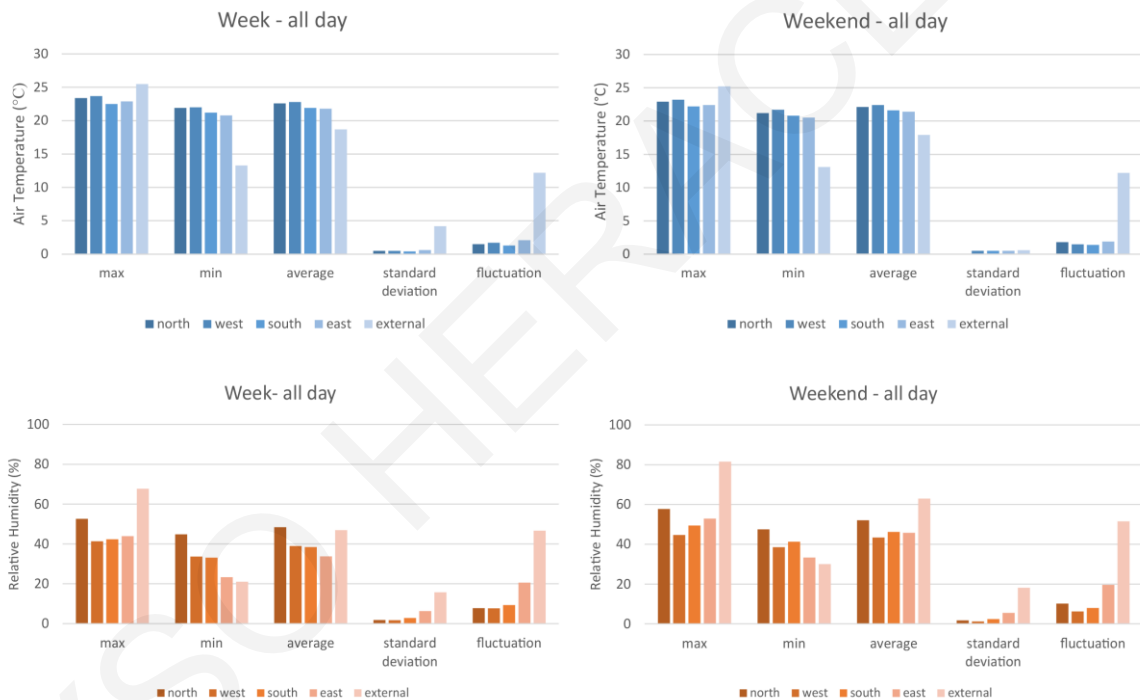 Week - all day
30
25
20
15
10
5
0
Air Temperature (°C)
max min average standard deviation fluctuation
north west south east external
Weekend - all day
30
25
20
15
10
5
0
Air Temperature (°C)
max min average standard deviation fluctuation
north west south east external
Week- all day
100
80
60
40
20
0
Relative Humidity (%)
max min average standard deviation fluctuation
north west south east external
Weekend - all day
100
80
60
40
20
0
Relative Humidity (%)
max min average standard deviation fluctuation
north west south east external
SO HERACL